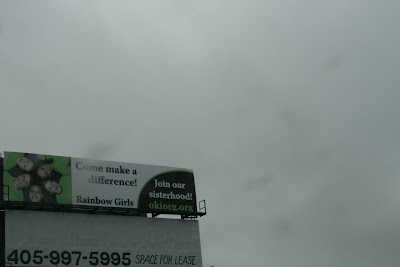 Come make a
difference!
Rainbow Girls
Join our
sisterhood!
okiorg.org
405-997-5995 SPACE FOR LEASE